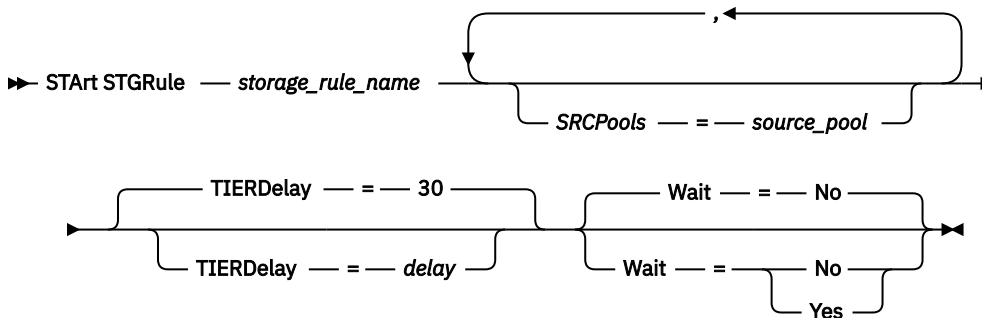 ,
STArt STGRule storage_rule_name
SRCPools = source_pool
TIERDelay = 30 Wait = No
TIERDelay = delay Wait = No
Yes